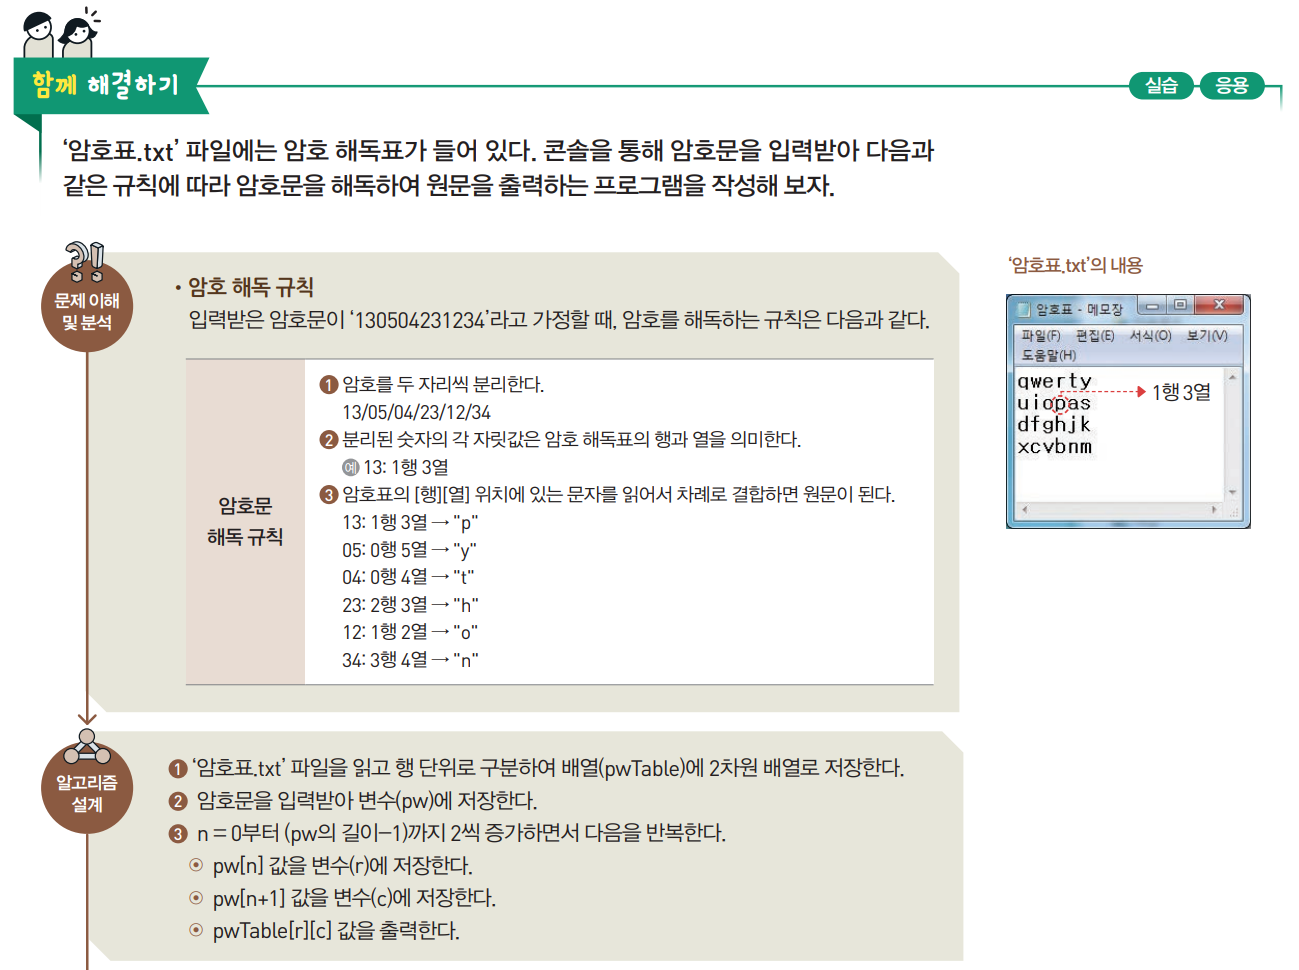 함께 해결하기
실습 응용
‘암호표.txt’ 파일에는 암호 해독표가 들어 있다. 콘솔을 통해 암호문을 입력받아 다음과
같은 규칙에 따라 암호문을 해독하여 원문을 출력하는 프로그램을 작성해 보자.
문제 이해
및 분석
• 암호 해독 규칙
입력받은 암호문이 ‘130504231234’라고 가정할 때, 암호를 해독하는 규칙은 다음과 같다.
암호문
해독 규칙
❶ 암호를 두 자리씩 분리한다.
13/05/04/23/12/34
❷ 분리된 숫자의 각 자릿값은 암호 해독표의 행과 열을 의미한다.
예 13: 1행 3열
❸ 암호표의 [행][열] 위치에 있는 문자를 읽어서 차례로 결합하면 원문이 된다.
13: 1행 3열 → "p"
05: 0행 5열 → "y"
04: 0행 4열 → "t"
23: 2행 3열 → "h"
12: 1행 2열 → "o"
34: 3행 4열 → "n"
‘암호표.txt’의 내용
암호표 - 메모장
파일(F) 편집(E) 서식(O) 보기(V)
도움말(H)
qwerty
uiopas
dfghjk
xcvbnm
1행 3열
알고리즘
설계
❶ ‘암호표.txt’ 파일을 읽고 행 단위로 구분하여 배열(pwTable)에 2차원 배열로 저장한다.
❷ 암호문을 입력받아 변수(pw)에 저장한다.
❸ n = 0부터 (pw의 길이−1)까지 2씩 증가하면서 다음을 반복한다.
⊙ pw[n] 값을 변수(r)에 저장한다.
⊙ pw[n+1] 값을 변수(c)에 저장한다.
⊙ pwTable[r][c] 값을 출력한다.